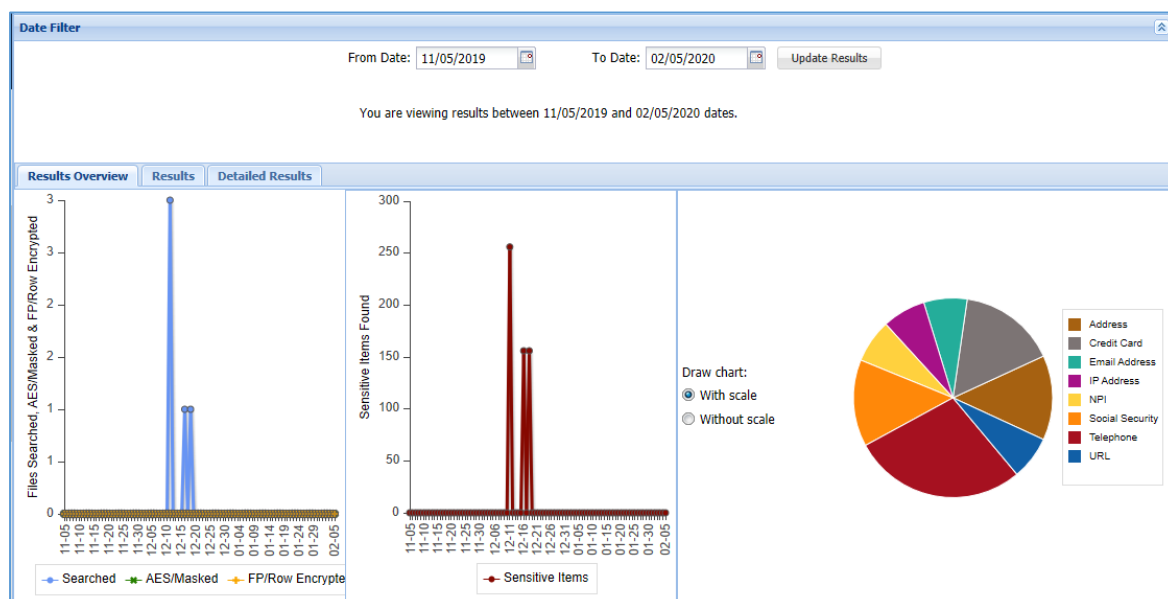 Date Filter
From Date: 11/05/2019 To Date: 02/05/2020 Update Results
You are viewing results between 11/05/2019 and 02/05/2020 dates.
Results Overview Results Detailed Results
Files Searched, AES/Masked & FP/Row Encrypted
3
3
2
2
1
1
0
11-05 11-10 11-15 11-20 11-25 11-30 12-05 12-10 12-15 12-20 12-25 12-30 01-04 01-09 01-14 01-19 01-24 01-29 02-05
Searched AES/Masked FP/Row Encrypte
Sensitive Items Found
300
250
200
150
100
50
0
11-05 11-10 11-15 11-20 11-25 11-30 12-06 12-11 12-16 12-21 12-26 12-31 01-05 01-10 01-15 01-20 01-25 01-30 02-05
Sensitive Items
Draw chart:
With scale
Without scale
Address
Credit Card
Email Address
IP Address
NPI
Social Security
Telephone
URL